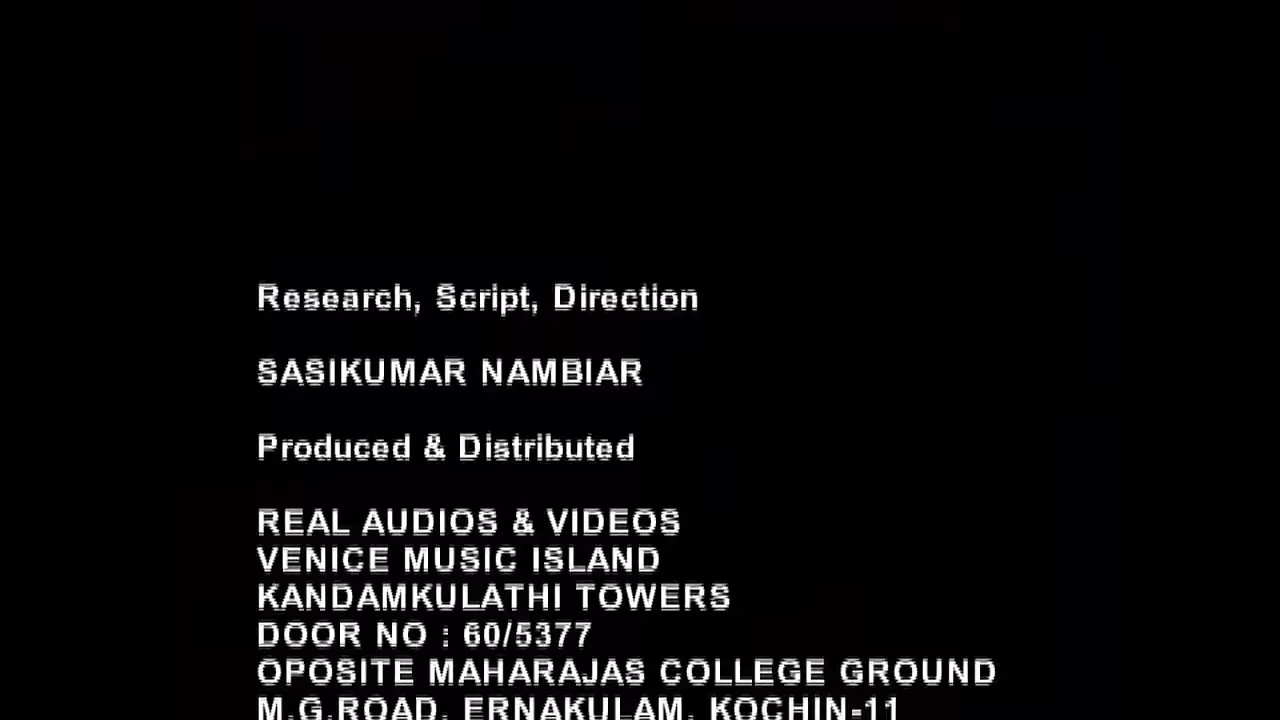 Research, Script, Direction
SASIKUMAR NAMBIAR
Produced & Distributed
REAL AUDIOS & VIDEOS
VENICE MUSIC ISLAND
KANDAMKULATHI TOWERS
DOOR NO : 60/5377
OPOSITE MAHARAJAS COLLEGE GROUND
M.G.ROAD, ERNAKULAM, KOCHIN-11